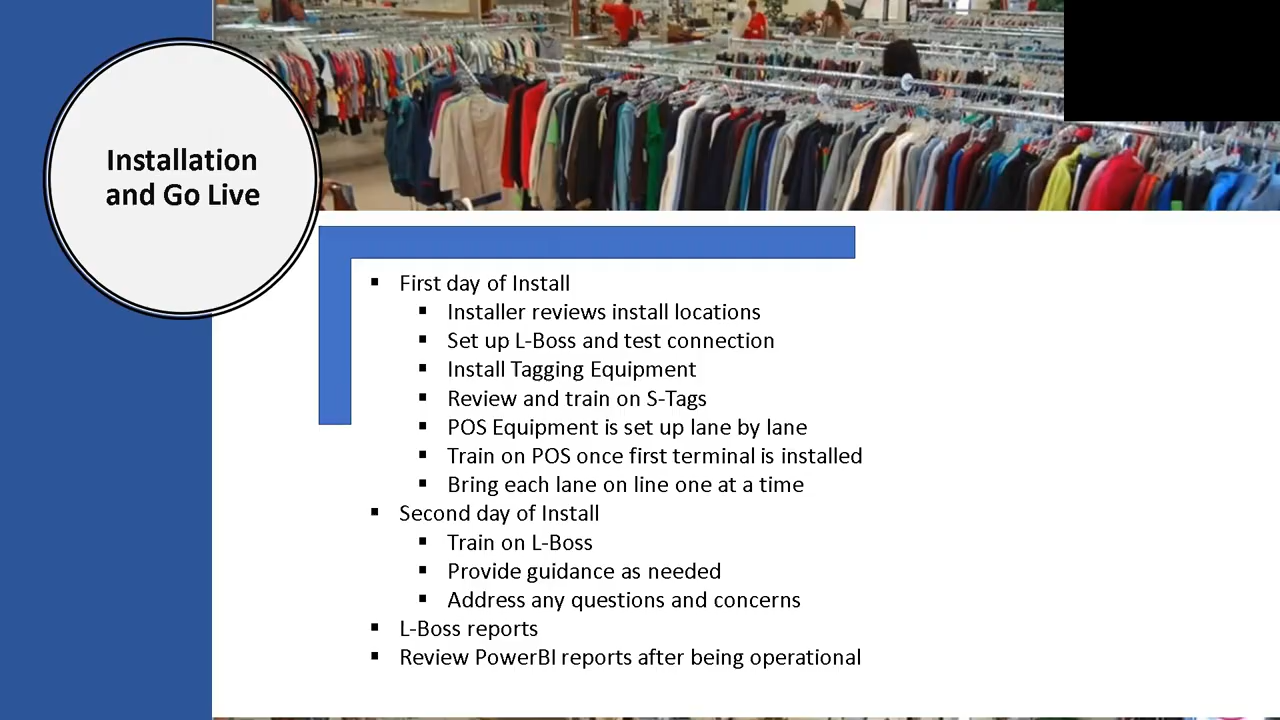 Installation
and Go Live
▪ First day of Install
▪ Installer reviews install locations
▪ Set up L-Boss and test connection
▪ Install Tagging Equipment
▪ Review and train on S-Tags
▪ POS Equipment is set up lane by lane
▪ Train on POS once first terminal is installed
▪ Bring each lane on line one at a time
▪ Second day of Install
▪ Train on L-Boss
▪ Provide guidance as needed
▪ Address any questions and concerns
▪ L-Boss reports
▪ Review PowerBI reports after being operational